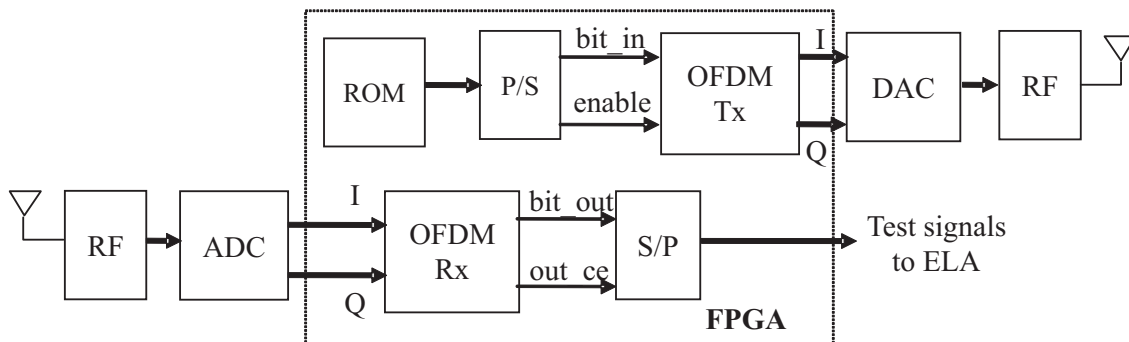 bit_in
I
ROM
P/S
OFDM
Tx
DAC
RF
enable
Q
I
bit_out
RF
ADC
OFDM
Rx
S/P
Test signals
to ELA
out_ce
Q
FPGA